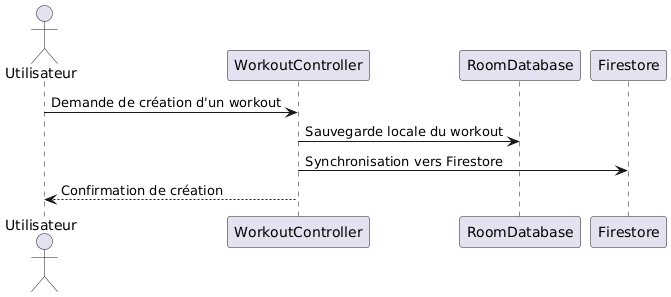 Utilisateur
WorkoutController
RoomDatabase
Firestore
Demande de création d'un workout
Sauvegarde locale du workout
Synchronisation vers Firestore
Confirmation de création
Utilisateur
WorkoutController
RoomDatabase
Firestore